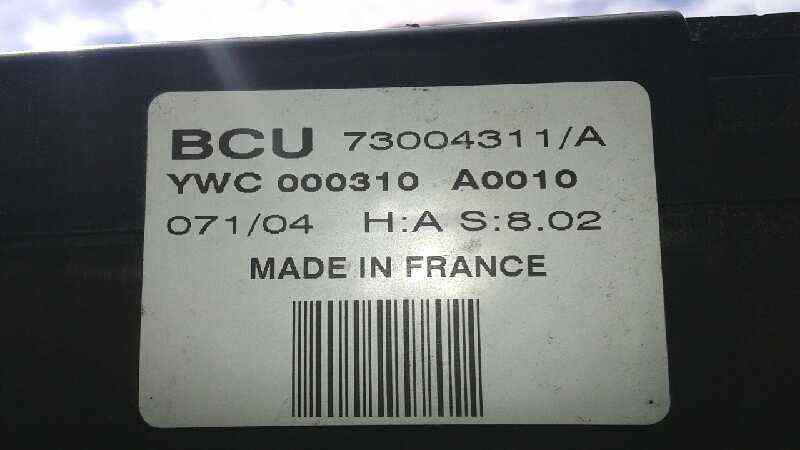 BCU 73004311/A
YWC 000310 A0010
071/04 H:A S:8.02
MADE IN FRANCE